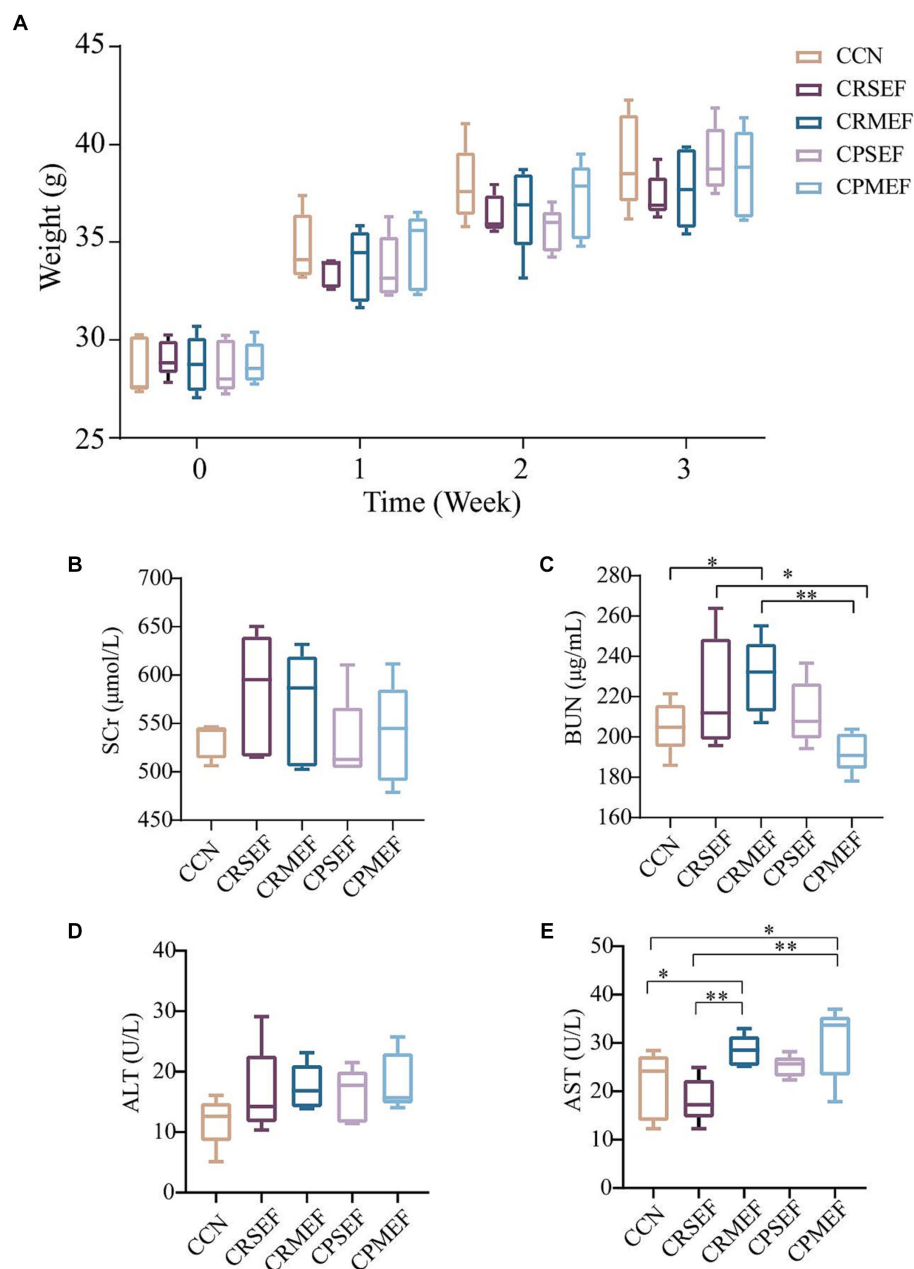 A
45
40
35
30
25
Weight (g)
0 1 2 3
Time (Week)
CCN
CRSEF
CRMEF
CPSEF
CPMEF
B
700
650
600
550
500
450
SCr (μmol/L)
CCN CRSEF CRMEF CPSEF CPMEF
C
280
260
240
220
200
180
160
BUN (μg/mL)
*
*
**
CCN CRSEF CRMEF CPSEF CPMEF
D
40
30
20
10
0
ALT (U/L)
CCN CRSEF CRMEF CPSEF CPMEF
E
50
40
30
20
10
0
AST (U/L)
*
**
*
**
CCN CRSEF CRMEF CPSEF CPMEF